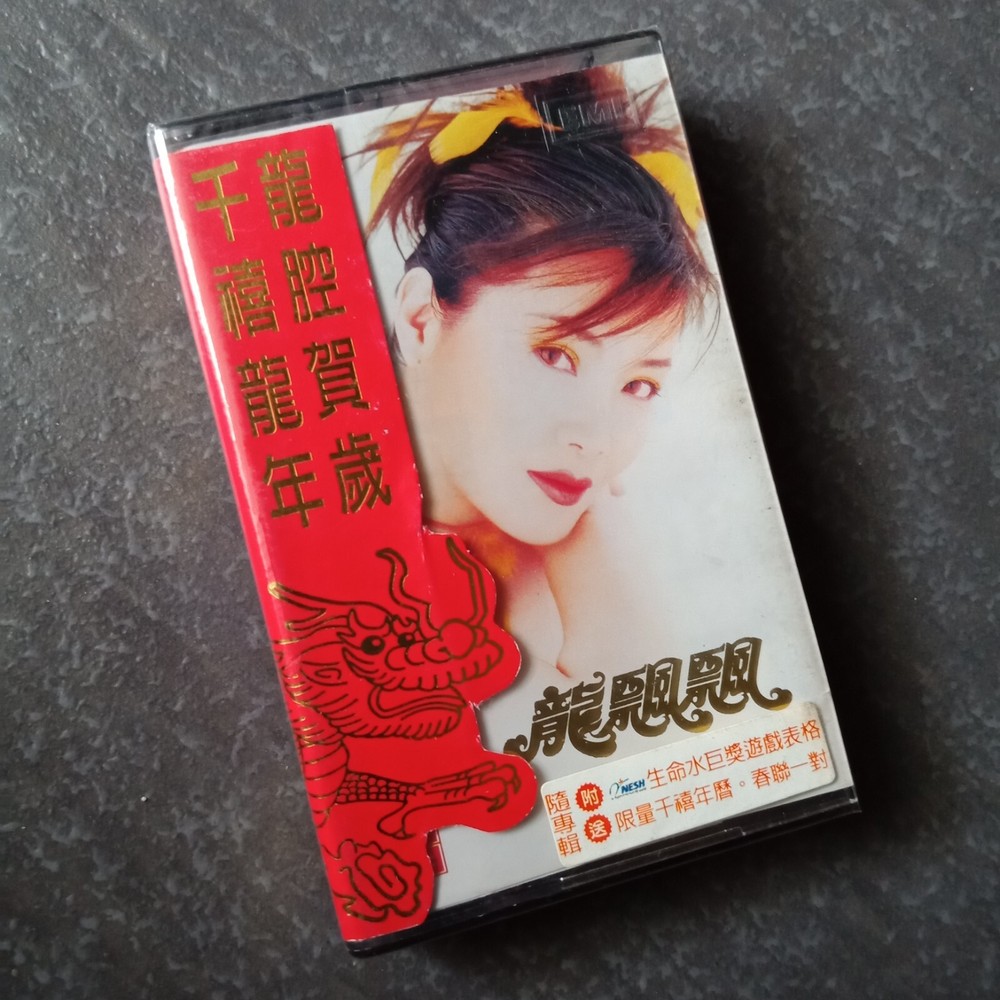 龍腔賀歲
千禧龍年
EMI
龍飄飄
隨專輯
附送
NESH 生命水巨獎遊戲表格
限量千禧年曆。春聯一對